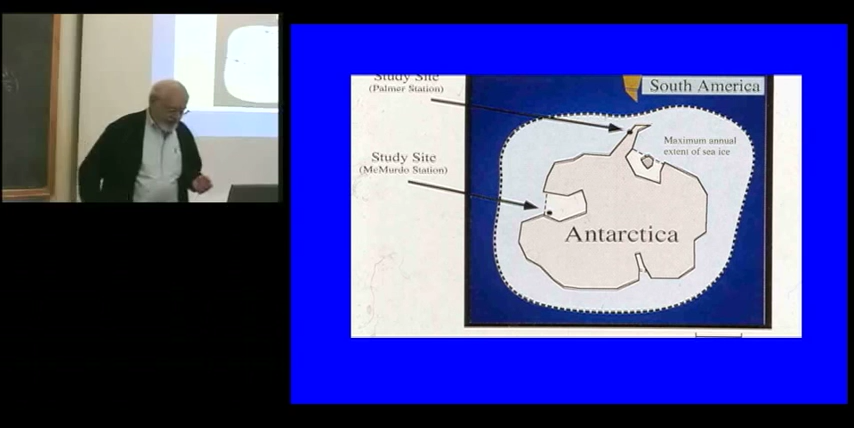 Study Site
(Palmer Station)
South America
Maximum annual
extent of sea ice
Study Site
(McMurdo Station)
Antarctica